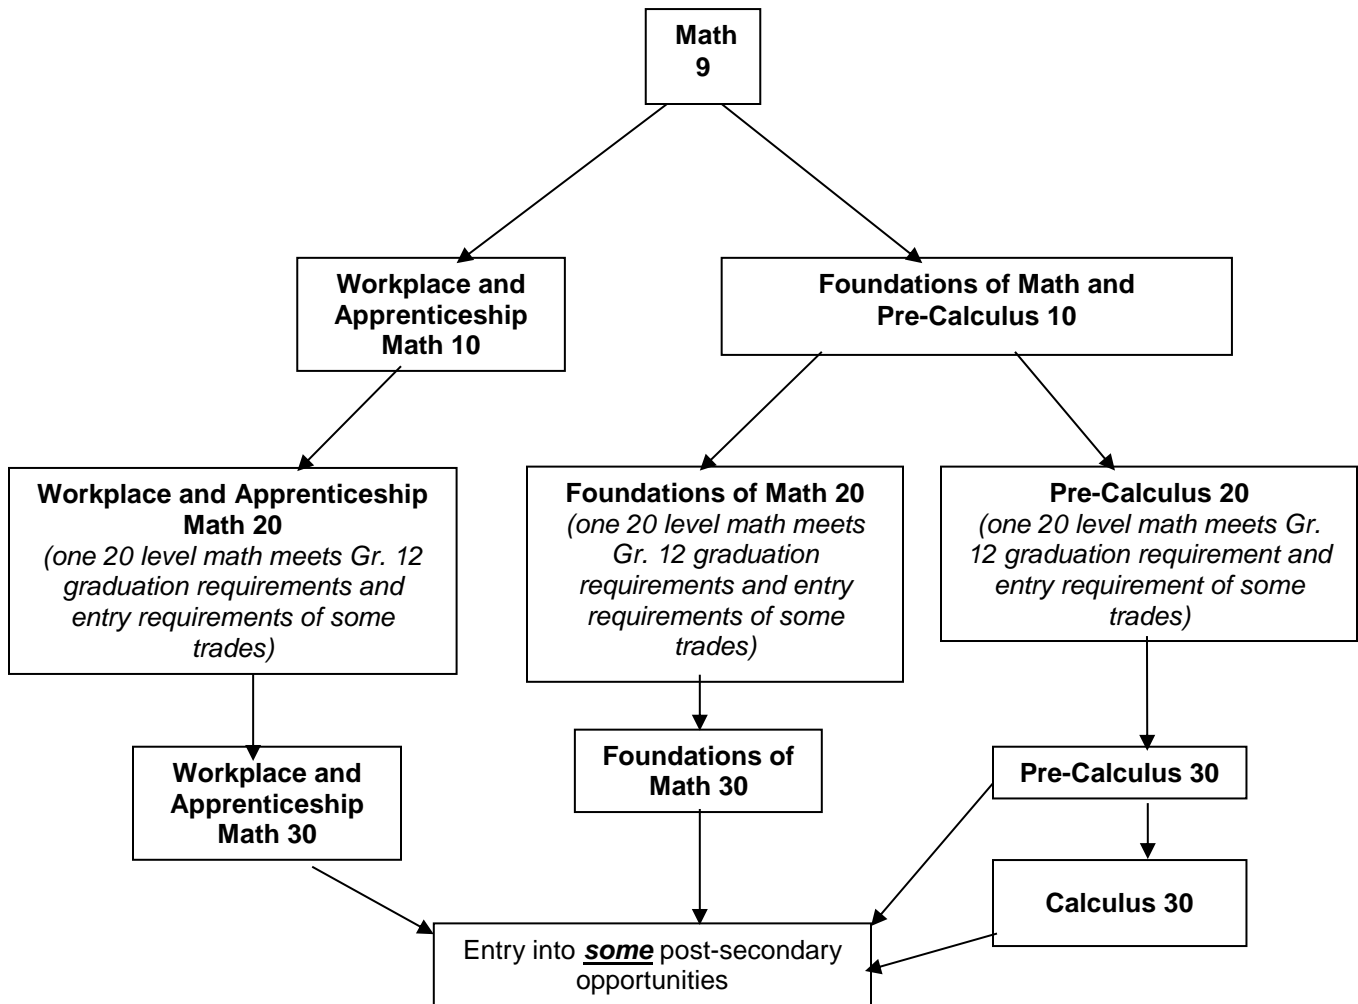 Math
9
Workplace and
Apprenticeship
Math 10
Foundations of Math and
Pre-Calculus 10
Workplace and Apprenticeship
Math 20
(one 20 level math meets Gr. 12
graduation requirements and
entry requirements of some
trades)
Foundations of Math 20
(one 20 level math meets
Gr. 12 graduation
requirements and entry
requirements of some
trades)
Pre-Calculus 20
(one 20 level math meets Gr.
12 graduation requirement and
entry requirement of some
trades)
Workplace and
Apprenticeship
Math 30
Foundations of
Math 30
Pre-Calculus 30
Calculus 30
Entry into some post-secondary
opportunities